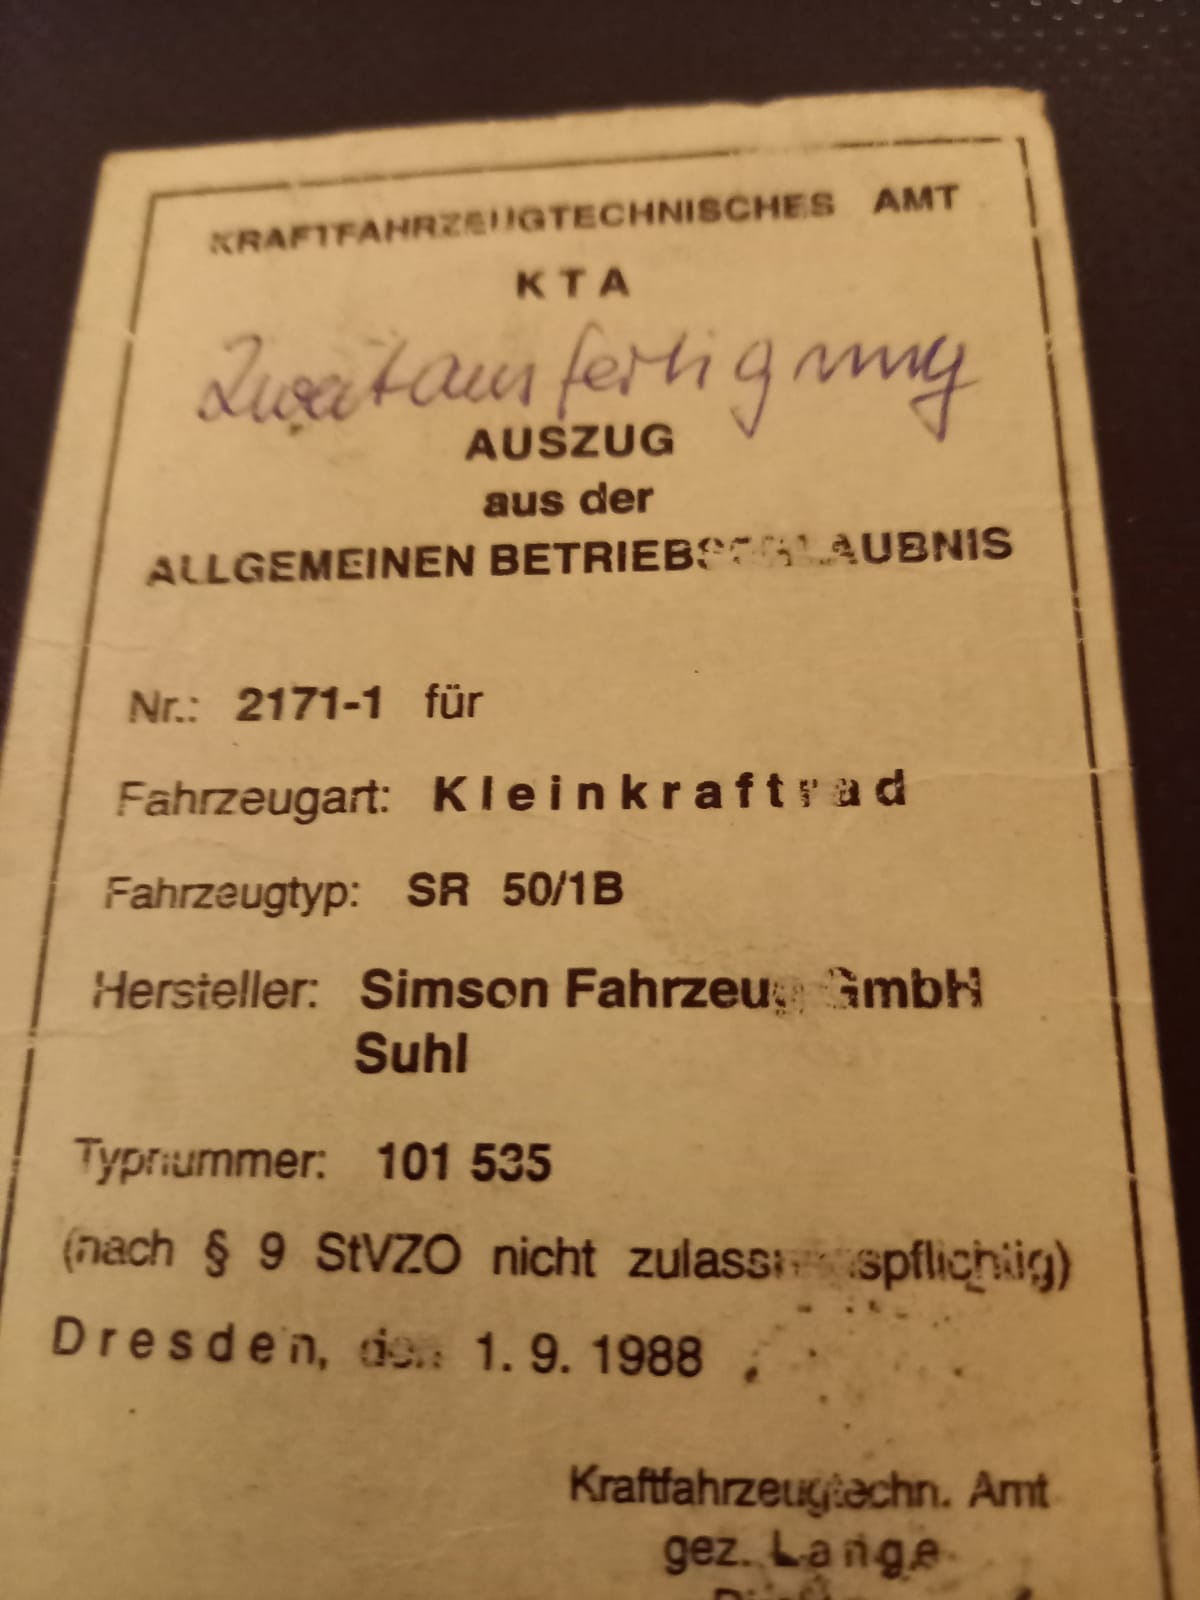 KRAFTFAHRZEUGTECHNISCHES AMT
KTA
Zweitausfertigung
AUSZUG
aus der
ALLGEMEINEN BETRIEBSERLAUBNIS
Nr.: 2171-1 für
Fahrzeugart: Kleinkraftrad
Fahrzeugtyp: SR 50/1B
Hersteller: Simson Fahrzeug GmbH
Suhl
Typnummer: 101 535
(nach § 9 StVZO nicht zulassungspflichtig)
Dresden, den 1. 9. 1988
Kraftfahrzeugtechn. Amt
gez. Lange